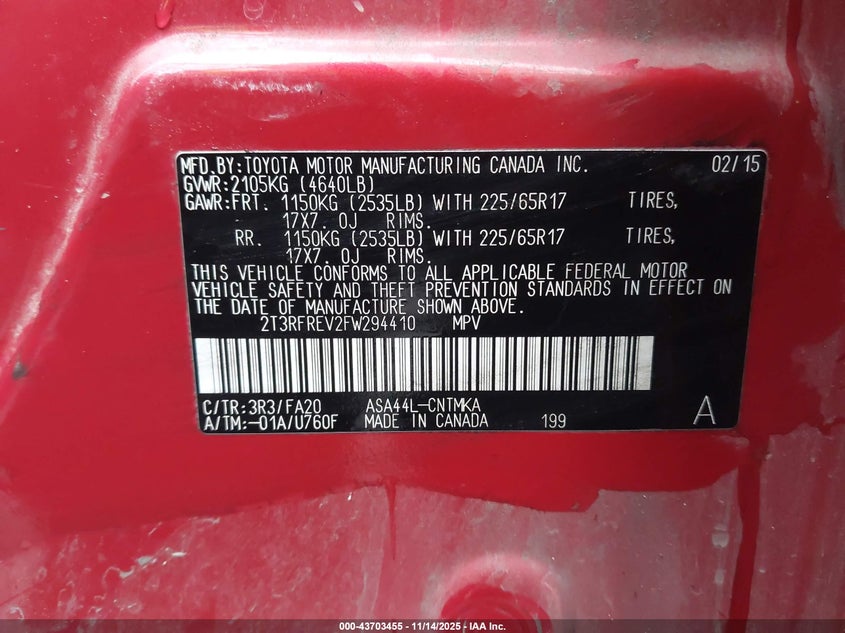 MFD.BY:TOYOTA MOTOR MANUFACTURING CANADA INC. 02/15
GVWR:2105KG (4640LB)
GAWR:FRT. 1150KG (2535LB) WITH 225/65R17 TIRES,
17X7.0J RIMS.
RR. 1150KG (2535LB) WITH 225/65R17 TIRES,
17X7.0J RIMS.
THIS VEHICLE CONFORMS TO ALL APPLICABLE FEDERAL MOTOR
VEHICLE SAFETY AND THEFT PREVENTION STANDARDS IN EFFECT ON
THE DATE OF MANUFACTURE SHOWN ABOVE.
2T3RFREV2FW294410 MPV
C/TR:3R3/FA20 ASA44L-CNTMKA
A/TM:-01A/U760F MADE IN CANADA 199 A
000-43703455 - 11/14/2025 - IAA Inc.